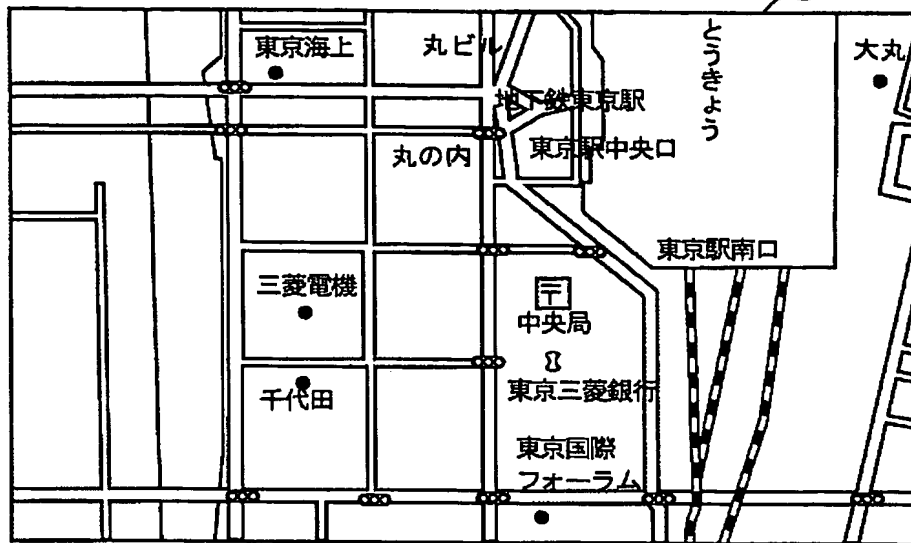 東京海上
丸ビル
とうきょう
大丸
地下鉄東京駅
東京駅中央口
丸の内
東京駅南口
三菱電機
〒
中央局
東京三菱銀行
千代田
東京国際
フォーラム